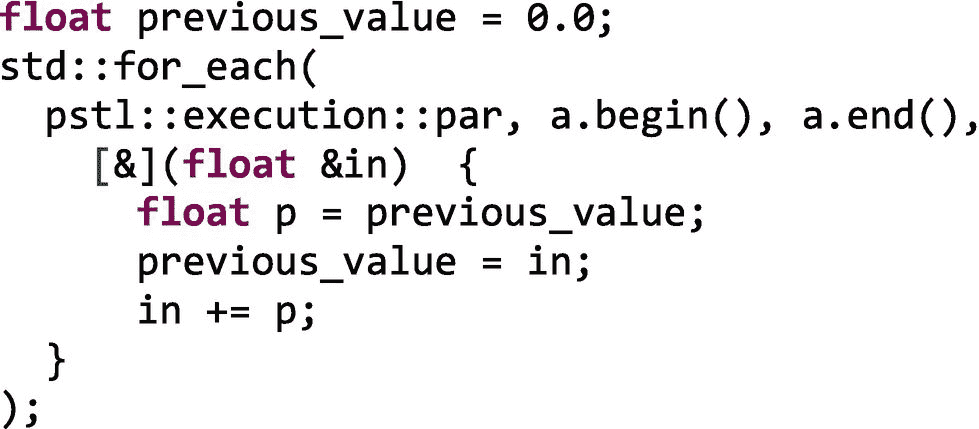 float previous_value = 0.0;
std::for_each(
  pstl::execution::par, a.begin(), a.end(),
    [&](float &in)  {
      float p = previous_value;
      previous_value = in;
      in += p;
  }
);